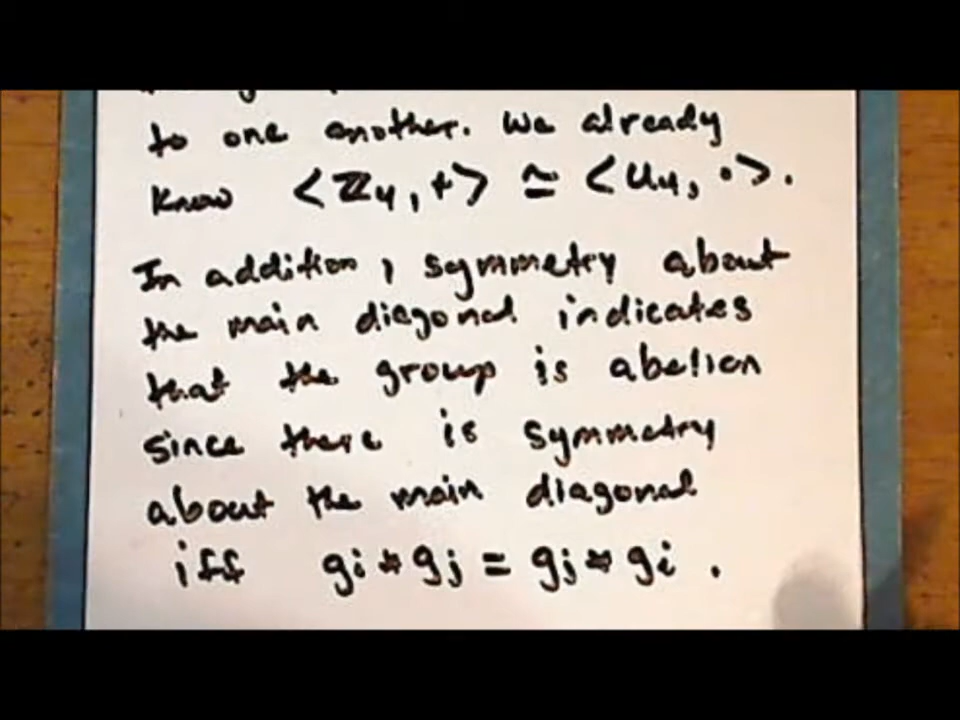 to one another. We already
know <ℤ₄, +> ≃ <U₄, ·>.
In addition, symmetry about
the main diagonal indicates
that the group is abelian
since there is symmetry
about the main diagonal
iff gi * gj = gj * gi .